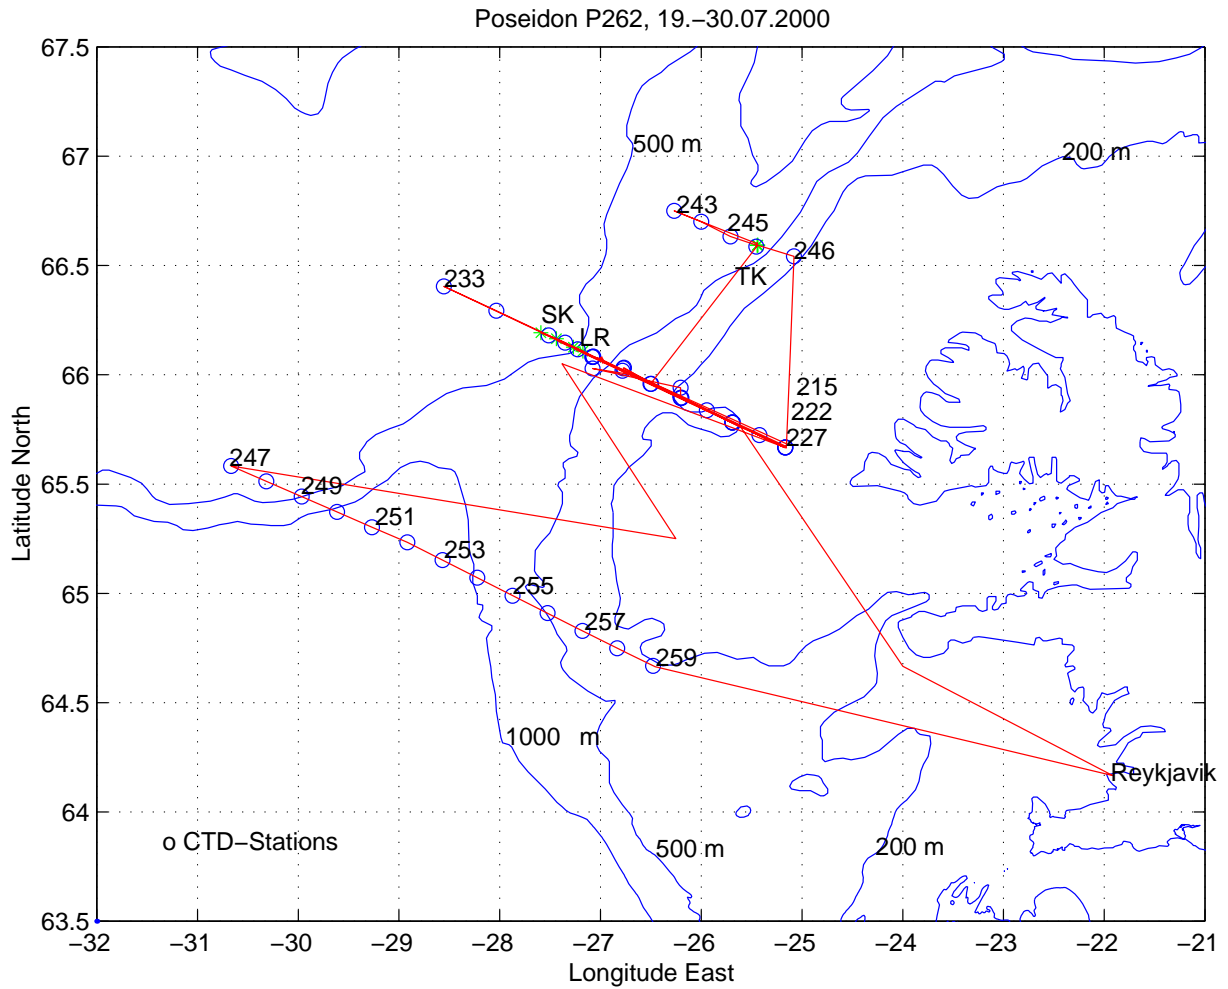 Poseidon P262, 19.−30.07.2000
67.5
67
66.5
66
65.5
65
64.5
64
63.5
Latitude North
500 m
200 m
243
245
246
TK
233
SK
LR
215
222
227
247
249
251
253
255
257
259
1000 m
Reykjavik
o CTD−Stations
500 m
200 m
−32 −31 −30 −29 −28 −27 −26 −25 −24 −23 −22 −21
Longitude East